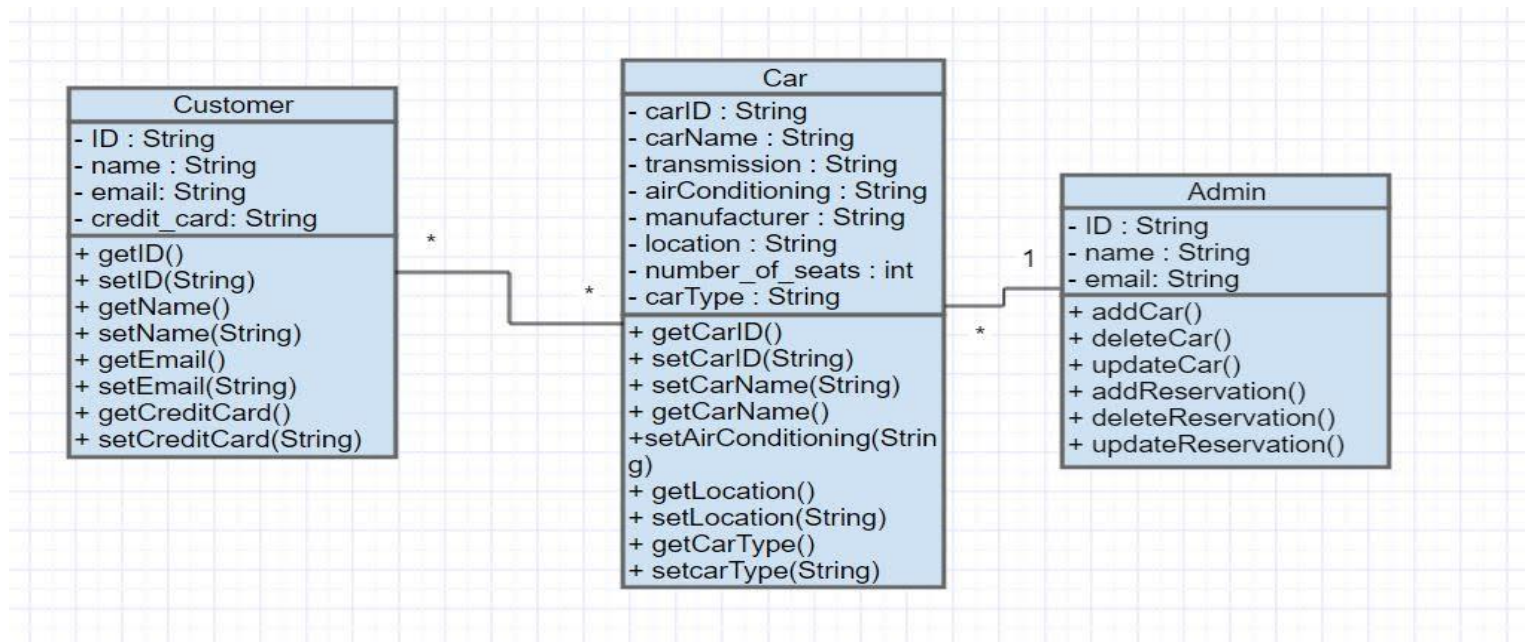 Customer
- ID : String
- name : String
- email: String
- credit_card: String
+ getID()
+ setID(String)
+ getName()
+ setName(String)
+ getEmail()
+ setEmail(String)
+ getCreditCard()
+ setCreditCard(String)
*
*
Car
- carID : String
- carName : String
- transmission : String
- airConditioning : String
- manufacturer : String
- location : String
- number_of_seats : int
- carType : String
+ getCarID()
+ setCarID(String)
+ setCarName(String)
+ getCarName()
+setAirConditioning(Strin
g)
+ getLocation()
+ setLocation(String)
+ getCarType()
+ setcarType(String)
*
1
Admin
- ID : String
- name : String
- email: String
+ addCar()
+ deleteCar()
+ updateCar()
+ addReservation()
+ deleteReservation()
+ updateReservation()